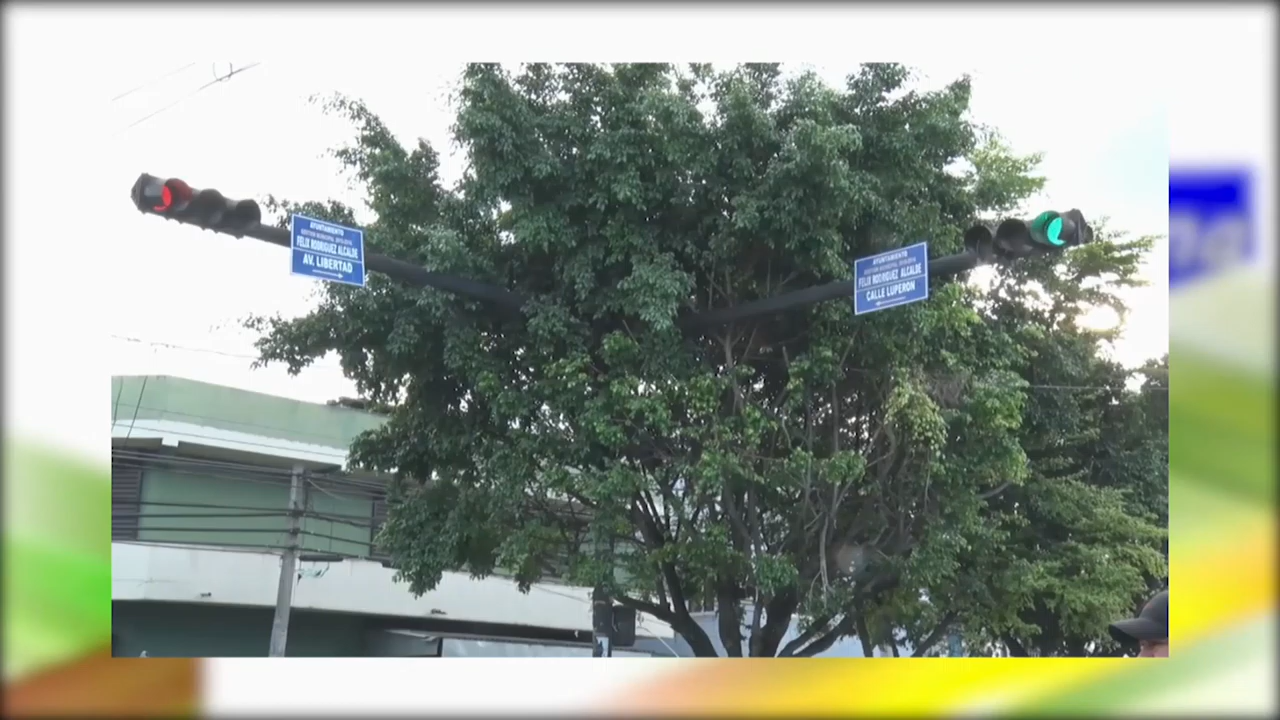 AYUNTAMIENTO
FELIX RODRIGUEZ ALCALDE
AV. LIBERTAD
AYUNTAMIENTO
FELIX RODRIGUEZ ALCALDE
CALLE LUPERON